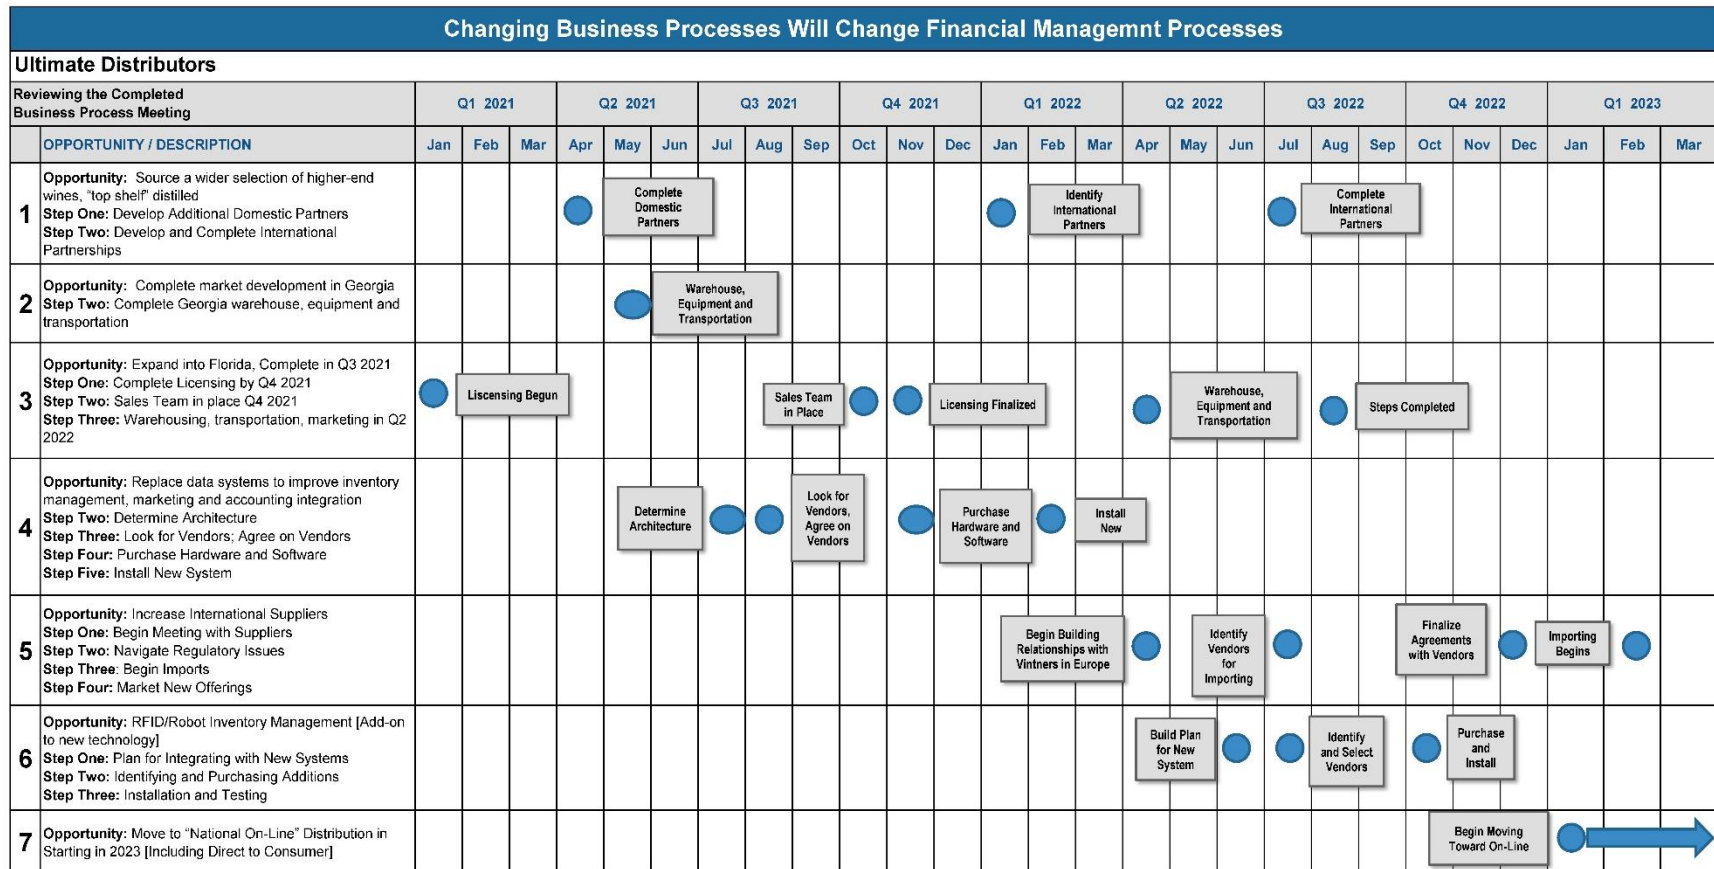 Changing Business Processes Will Change Financial Managemnt Processes
Ultimate Distributors
Reviewing the Completed
Business Process Meeting
Q1 2021
Q2 2021
Q3 2021
Q4 2021
Q1 2022
Q2 2022
Q3 2022
Q4 2022
Q1 2023
OPPORTUNITY / DESCRIPTION
Jan Feb Mar Apr May Jun Jul Aug Sep Oct Nov Dec Jan Feb Mar Apr May Jun Jul Aug Sep Oct Nov Dec Jan Feb Mar
1
Opportunity: Source a wider selection of higher-end
wines, "top shelf" distilled
Step One: Develop Additional Domestic Partners
Step Two: Develop and Complete International
Partnerships
Complete
Domestic
Partners
Identify
International
Partners
Complete
International
Partners
2
Opportunity: Complete market development in Georgia
Step Two: Complete Georgia warehouse, equipment and
transportation
Warehouse,
Equipment and
Transportation
3
Opportunity: Expand into Florida, Complete in Q3 2021
Step One: Complete Licensing by Q4 2021
Step Two: Sales Team in place Q4 2021
Step Three: Warehousing, transportation, marketing in Q2
2022
Liscensing Begun
Sales Team
in Place
Licensing Finalized
Warehouse,
Equipment and
Transportation
Steps Completed
4
Opportunity: Replace data systems to improve inventory
management, marketing and accounting integration
Step Two: Determine Architecture
Step Three: Look for Vendors; Agree on Vendors
Step Four: Purchase Hardware and Software
Step Five: Install New System
Determine
Architecture
Look for
Vendors,
Agree on
Vendors
Purchase
Hardware and
Software
Install
New
5
Opportunity: Increase International Suppliers
Step One: Begin Meeting with Suppliers
Step Two: Navigate Regulatory Issues
Step Three: Begin Imports
Step Four: Market New Offerings
Begin Building
Relationships with
Vintners in Europe
Identify
Vendors
for
Importing
Finalize
Agreements
with Vendors
Importing
Begins
6
Opportunity: RFID/Robot Inventory Management [Add-on
to new technology]
Step One: Plan for Integrating with New Systems
Step Two: Identifying and Purchasing Additions
Step Three: Installation and Testing
Build Plan
for New
System
Identify
and Select
Vendors
Purchase
and
Install
7
Opportunity: Move to "National On-Line" Distribution in
Starting in 2023 [Including Direct to Consumer]
Begin Moving
Toward On-Line